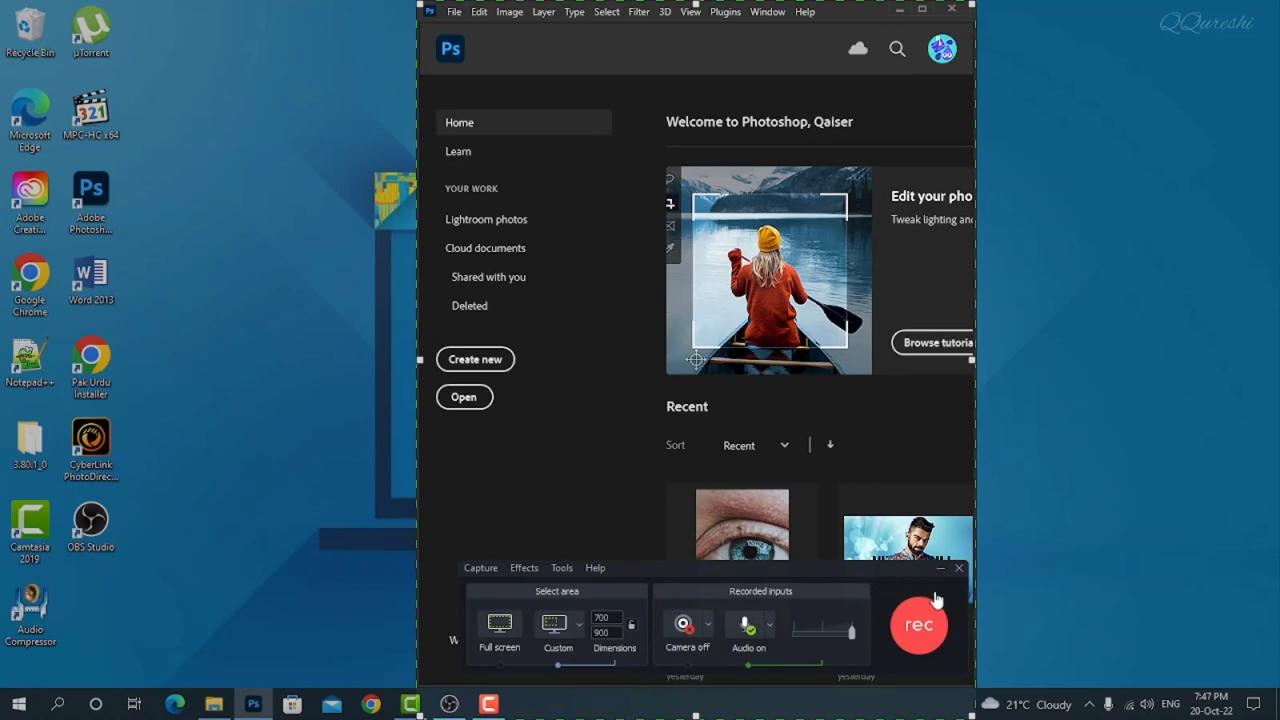 Recycle Bin
µTorrent
Microsoft
Edge
MPC-HC x64
Adobe
Creati...
Adobe
Photosh...
Google
Chrome
Word 2013
Notepad++
Pak Urdu
Installer
3.80.1_0
CyberLink
PhotoDirec...
Camtasia
2019
OBS Studio
Audio
Compressor
Ps File Edit Image Layer Type Select Filter 3D View Plugins Window Help
QQureshi
Ps
Home
Learn
YOUR WORK
Lightroom photos
Cloud documents
Shared with you
Deleted
Create new
Open
Welcome to Photoshop, Qaiser
Edit your pho
Tweak lighting and
Browse tutoria
Recent
Sort Recent
W
Capture Effects Tools Help
Select area
Recorded inputs
700
900
Full screen
Custom
Dimensions
Camera off
Audio on
rec
yesterday
yesterday
21°C Cloudy
ENG
7:47 PM
20-Oct-22